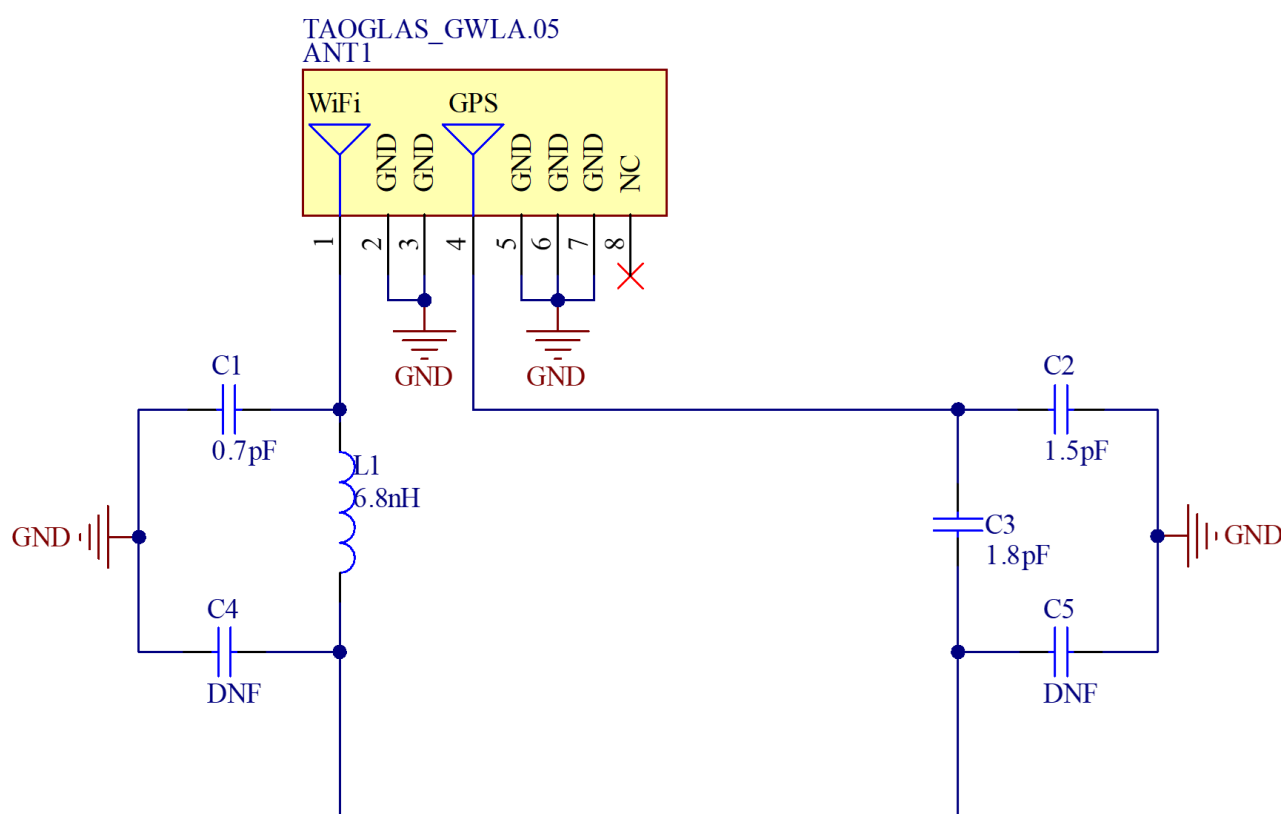 TAOGLAS_GWLA.05
ANT1
WiFi
GPS
GND
GND
GND
GND
GND
NC
1
2
3
4
5
6
7
8
GND
GND
C1
0.7pF
L1
6.8nH
GND
C4
DNF
C2
1.5pF
C3
1.8pF
GND
C5
DNF